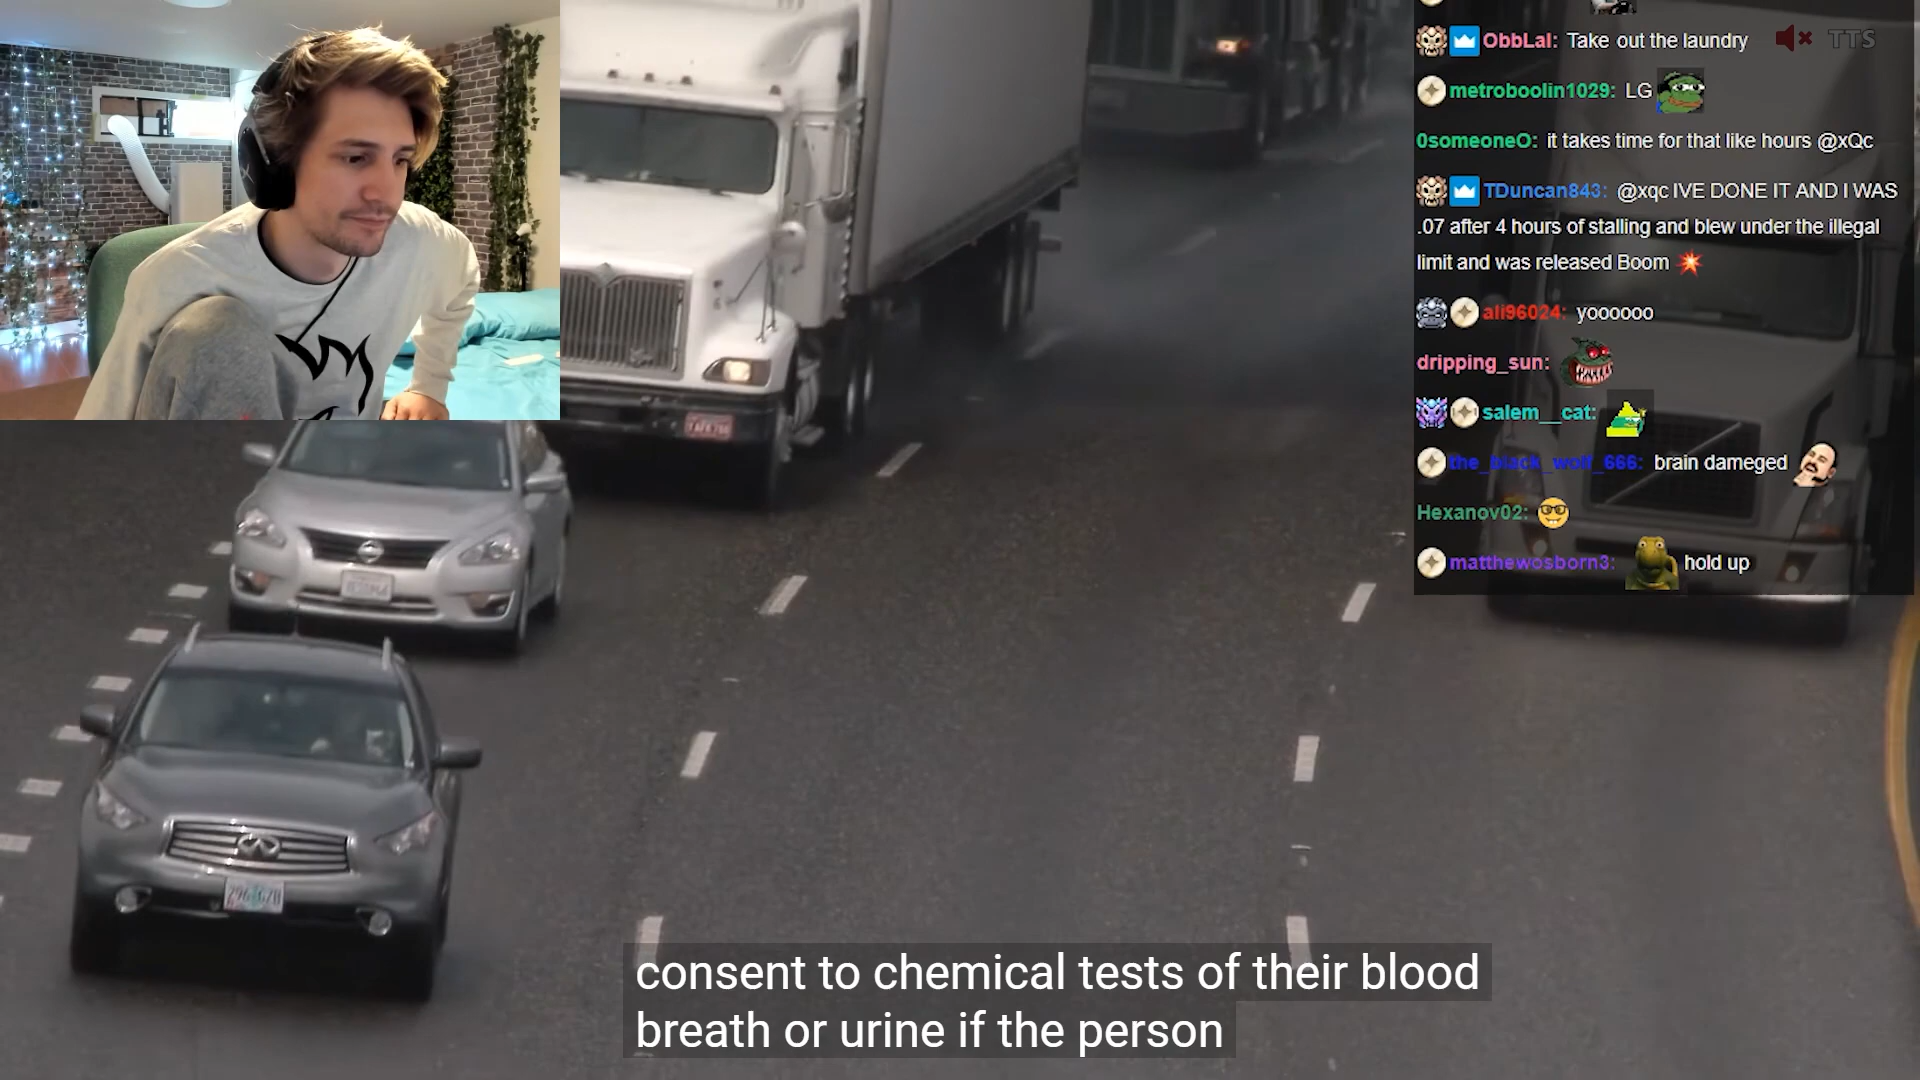 ObbLal: Take out the laundry
TTS
metroboolin1029: LG
0someoneO: it takes time for that like hours @xQc
TDuncan843: @xqc IVE DONE IT AND I WAS
.07 after 4 hours of stalling and blew under the illegal
limit and was released Boom
ali96024: yoooooo
dripping_sun:
salem__cat:
the_black_wolf_666: brain dameged
Hexanov02:
matthewosborn3: hold up
consent to chemical tests of their blood
breath or urine if the person